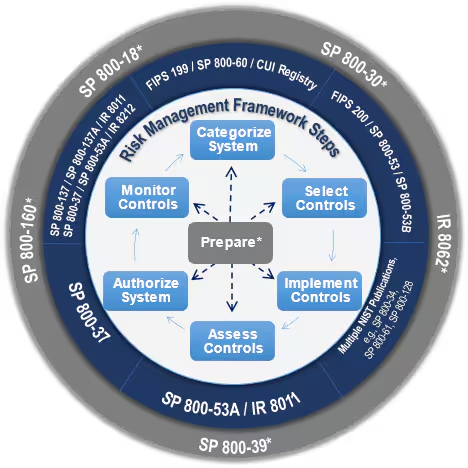 SP 800-18*
SP 800-30*
IR 8062*
SP 800-39*
SP 800-160*
FIPS 199 / SP 800-60 / CUI Registry
FIPS 200 / SP 800-53 / SP 800-53B
Multiple NIST Publications,
e.g., SP 800-34,
SP 800-61, SP 800-128
SP 800-53A / IR 8011
SP 800-37
SP 800-137 / SP 800-137A / IR 8011
SP 800-37 / SP 800-53A / IR 8212
Risk Management Framework Steps
Categorize
System
Select
Controls
Implement
Controls
Assess
Controls
Authorize
System
Monitor
Controls
Prepare*